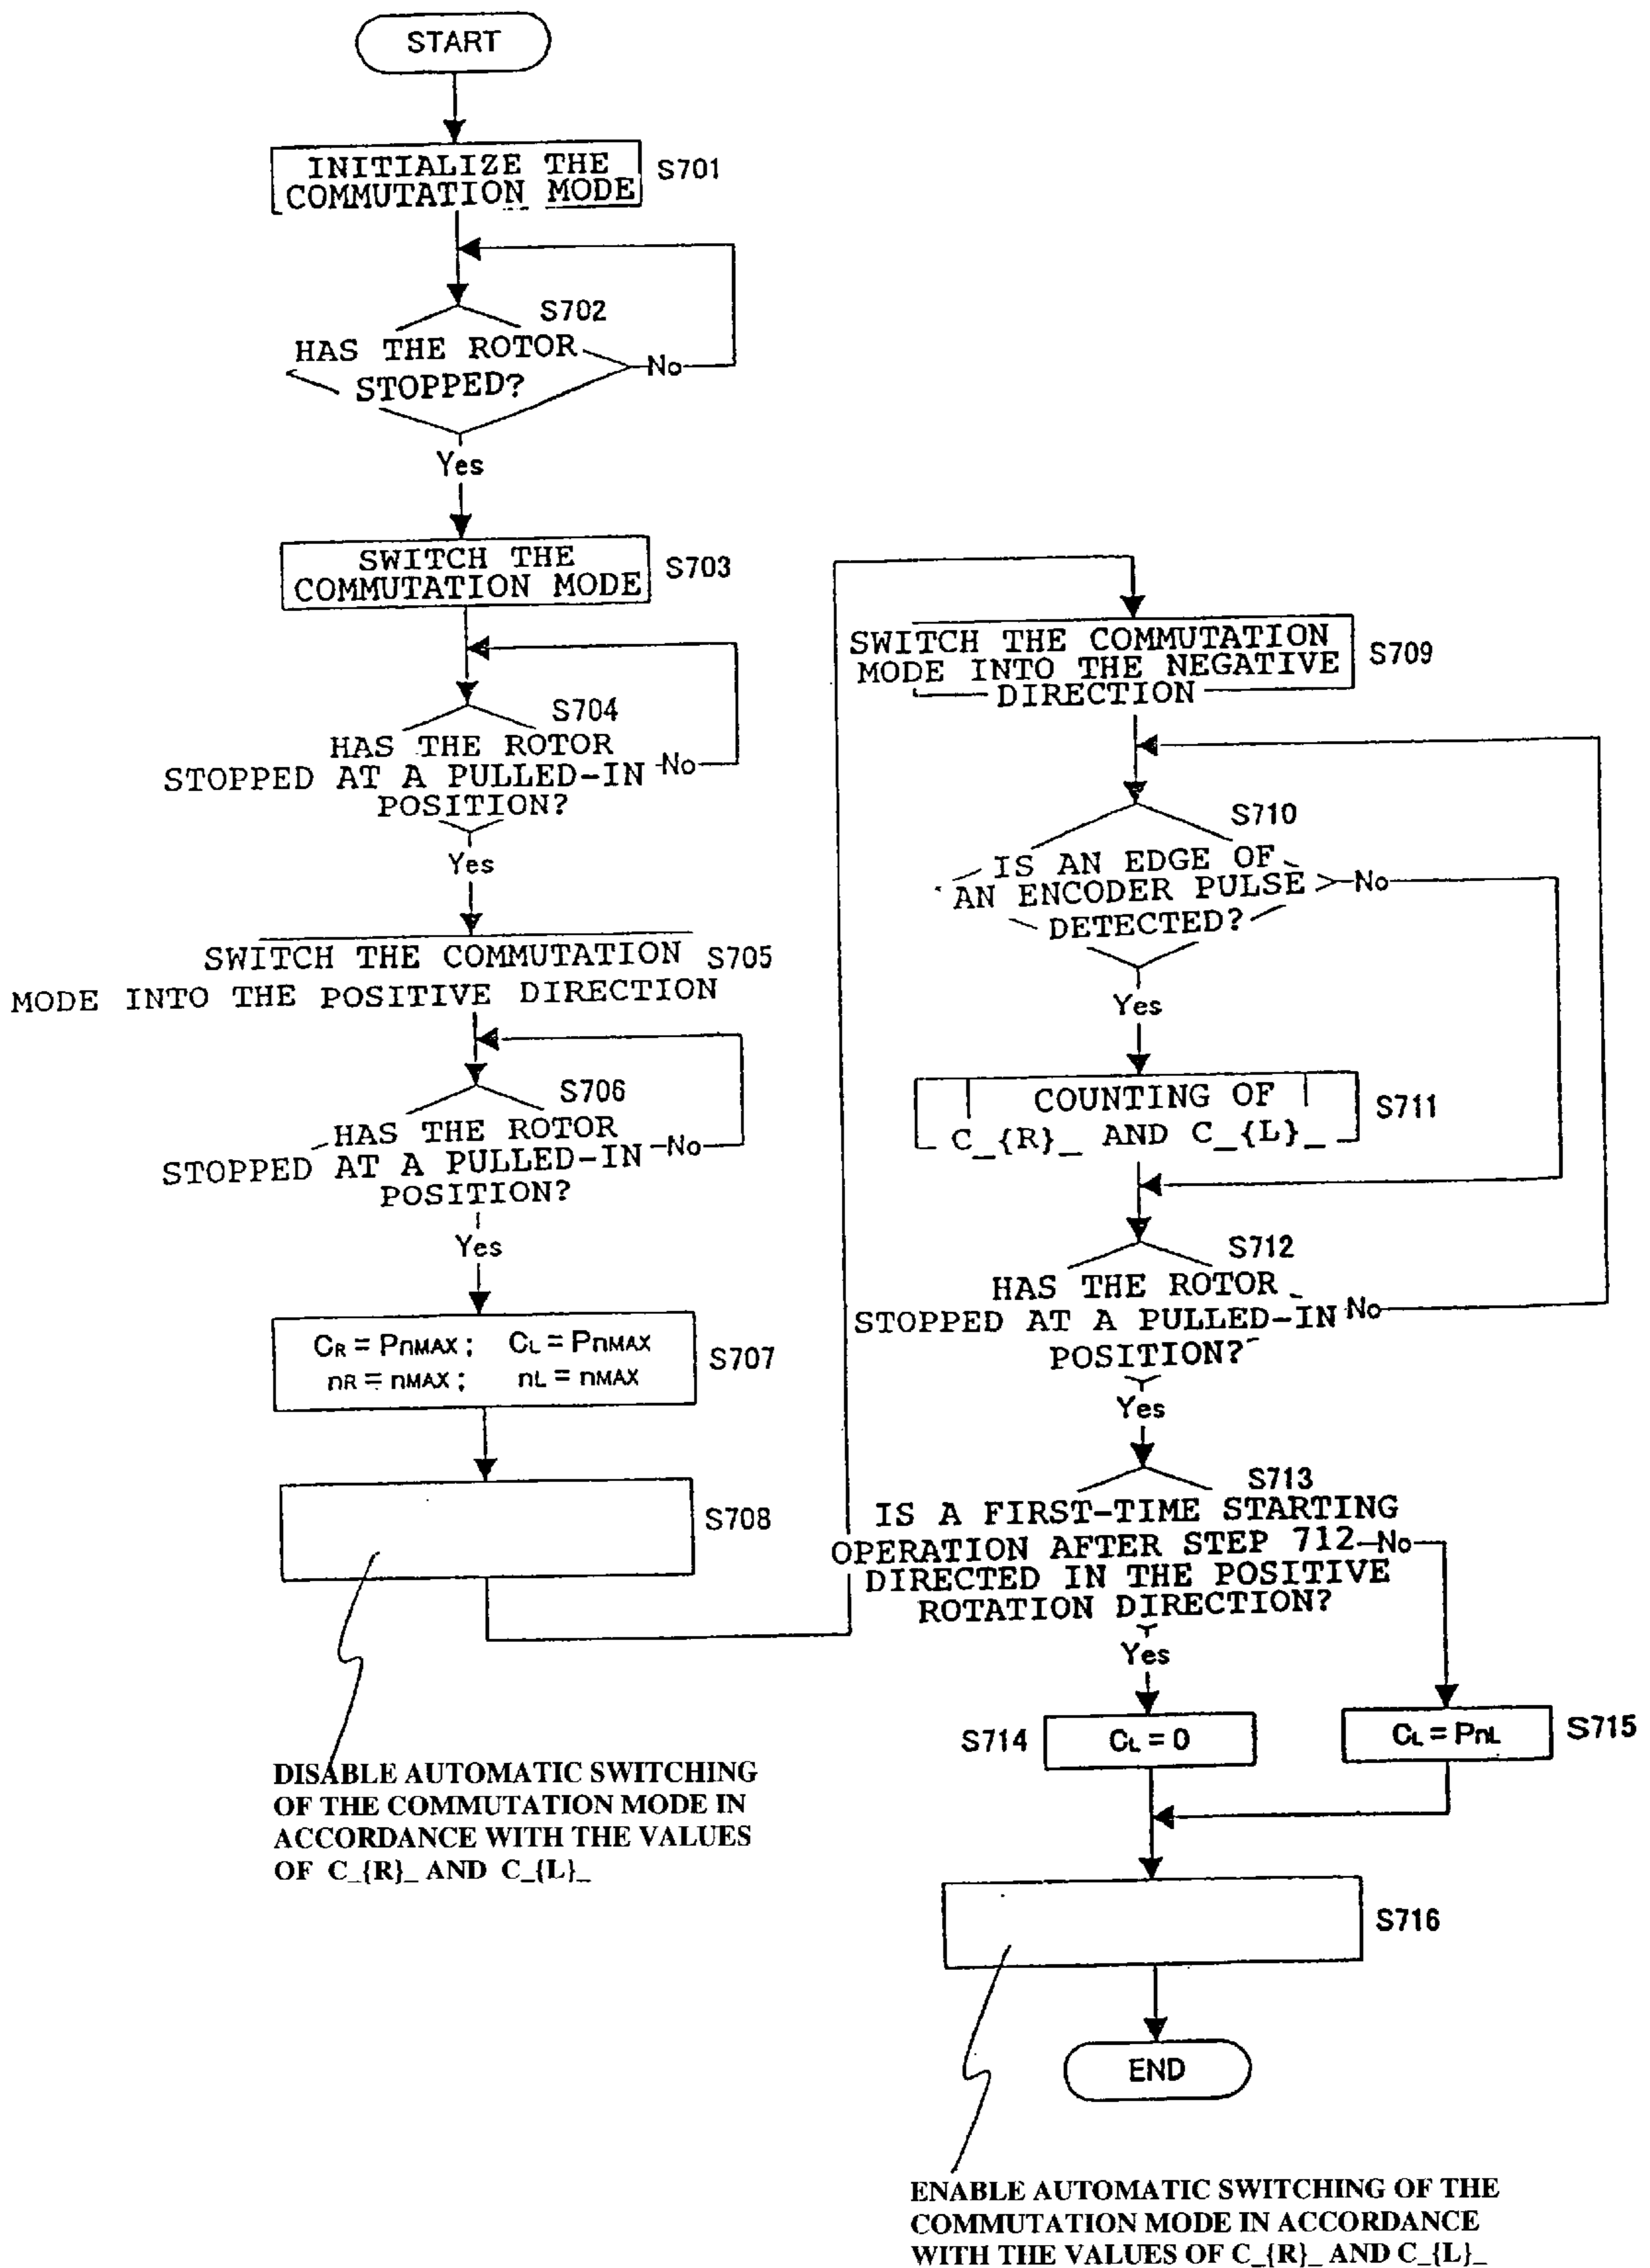 START
INITIALIZE THE
COMMUTATION MODE
S701
S702
HAS THE ROTOR
STOPPED?
No
Yes
SWITCH THE
COMMUTATION MODE
S703
S704
HAS THE ROTOR
STOPPED AT A PULLED-IN
POSITION?
No
Yes
SWITCH THE COMMUTATION
MODE INTO THE POSITIVE DIRECTION
S705
S706
HAS THE ROTOR
STOPPED AT A PULLED-IN
POSITION?
No
Yes
CR = PnMAX ; CL = PnMAX
nR = nMAX ; nL = nMAX
S707
S708
DISABLE AUTOMATIC SWITCHING
OF THE COMMUTATION MODE IN
ACCORDANCE WITH THE VALUES
OF C_{R}_ AND C_{L}_
SWITCH THE COMMUTATION
MODE INTO THE NEGATIVE
DIRECTION
S709
S710
IS AN EDGE OF
AN ENCODER PULSE
DETECTED?
No
Yes
COUNTING OF
C_{R}_ AND C_{L}_
S711
S712
HAS THE ROTOR
STOPPED AT A PULLED-IN
POSITION?
No
Yes
S713
IS A FIRST-TIME STARTING
OPERATION AFTER STEP 712
DIRECTED IN THE POSITIVE
ROTATION DIRECTION?
No
Yes
S714
CL = 0
CL = PnL
S715
S716
END
ENABLE AUTOMATIC SWITCHING OF THE
COMMUTATION MODE IN ACCORDANCE
WITH THE VALUES OF C_{R}_ AND C_{L}_